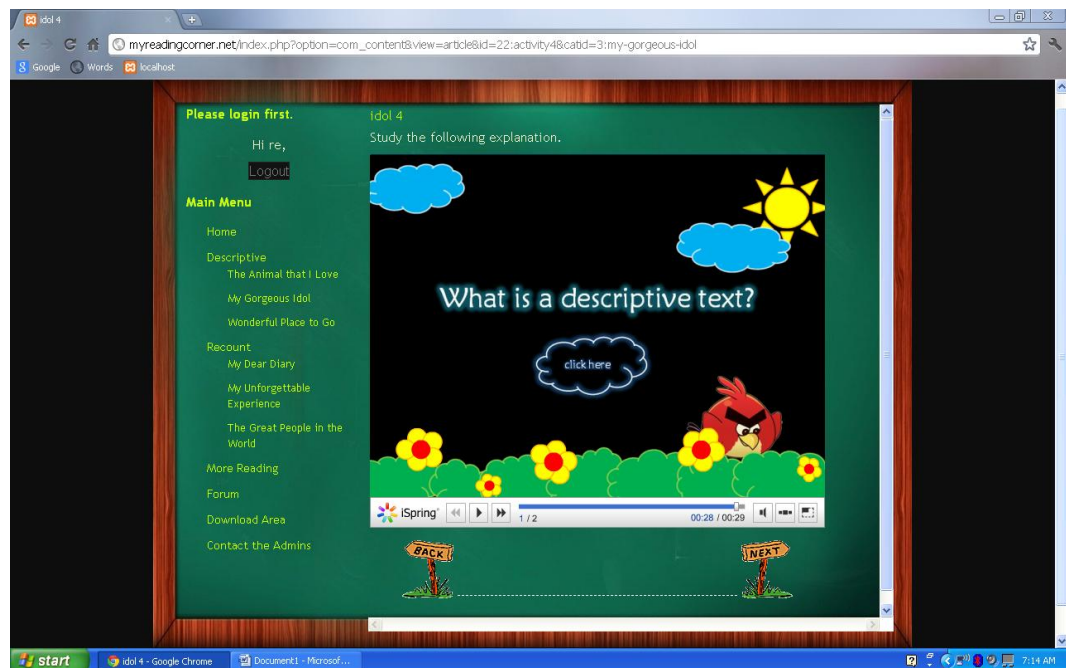 idol 4
myreadingcorner.net/index.php?option=com_content&view=article&id=22:activity4&catid=3:my-gorgeous-idol
Google Words localhost
Please login first.
Hi re,
Logout
Main Menu
Home
Descriptive
The Animal that I Love
My Gorgeous Idol
Wonderful Place to Go
Recount
My Dear Diary
My Unforgettable
Experience
The Great People in the
World
More Reading
Forum
Download Area
Contact the Admins
Idol 4
Study the following explanation.
What is a descriptive text?
click here
iSpring
1 / 2
00:28 / 00:29
BACK
NEXT
start
idol 4 - Google Chrome
Document1 - Microsof...
7:14 AM